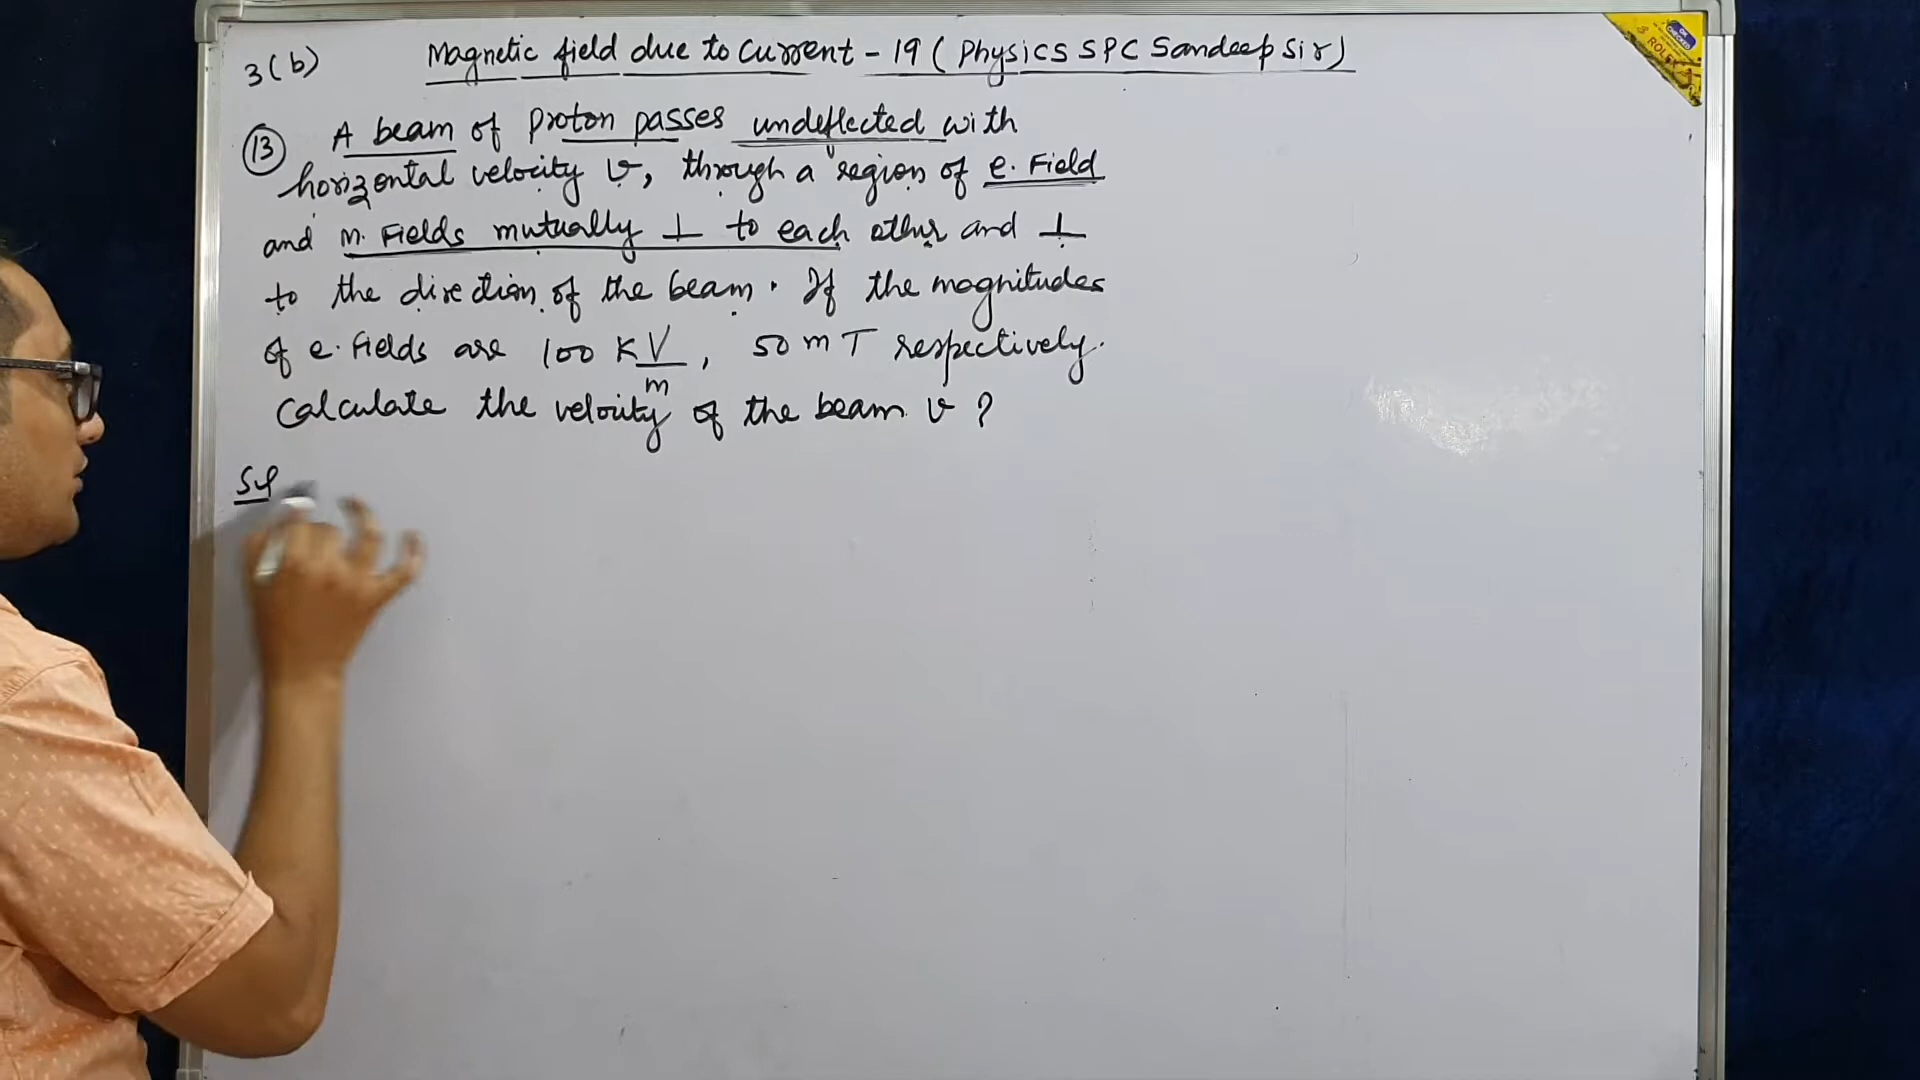 3(b)
Magnetic field due to Current - 19 ( Physics SPC Sandeep Sir)
(13) A beam of Proton passes undeflected with
horizontal velocity v, through a region of e. Field
and M. Fields mutually ⊥ to each other and ⊥
to the direction of the beam. If the magnitudes
of e. Fields are 100 K V/m, 50 m T respectively.
Calculate the velocity of the beam v ?
Sol
ROLEX